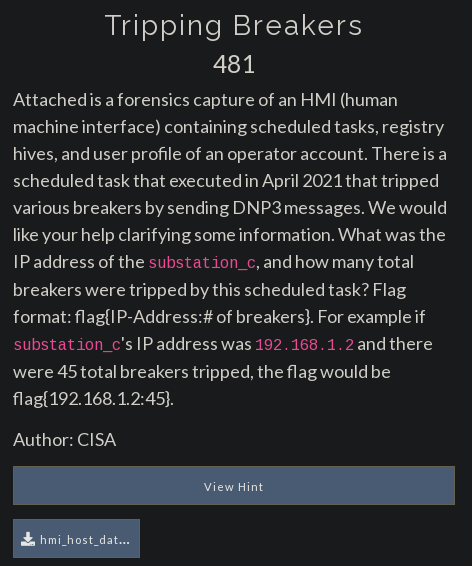 Tripping Breakers
481
Attached is a forensics capture of an HMI (human
machine interface) containing scheduled tasks, registry
hives, and user profile of an operator account. There is a
scheduled task that executed in April 2021 that tripped
various breakers by sending DNP3 messages. We would
like your help clarifying some information. What was the
IP address of the substation_c, and how many total
breakers were tripped by this scheduled task? Flag
format: flag{IP-Address:# of breakers}. For example if
substation_c's IP address was 192.168.1.2 and there
were 45 total breakers tripped, the flag would be
flag{192.168.1.2:45}.
Author: CISA
View Hint
hmi_host_dat...